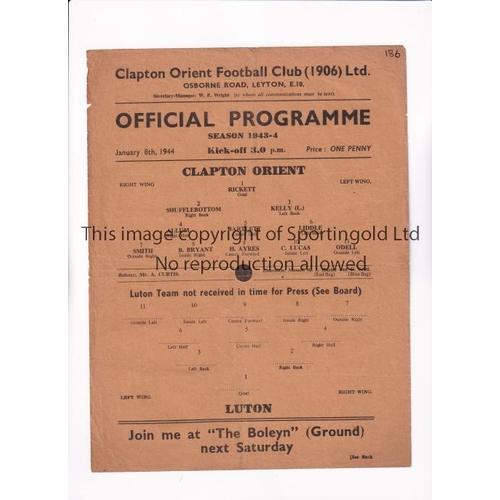 186
Clapton Orient Football Club (1906) Ltd.
OSBORNE ROAD, LEYTON, E.10.
Secretary-Manager: W. P. Wright (to whom all communications must be sent).
OFFICIAL PROGRAMME
SEASON 1943-4
January 8th, 1944 Kick-off 3.0 p.m. Price: ONE PENNY
CLAPTON ORIENT
RIGHT WING. 1 LEFT WING.
RICKETT
Goal
2 3
SHUFFLEBOTTOM KELLY (L.)
Right Back Left Back
4 6
ALLUM LIDDLE
This image is copyright of Sportingold Ltd
7
SMITH B. BRYANT H. AYRES C. LUCAS ODELL
Outside Right Inside Right Centre Forward Inside Left Outside Left
No reproduction allowed
Referee: Mr. A. CURTIS. (Red Flag) (Blue Flag)
Luton Team not received in time for Press (See Board)
11 10 9 8 7
Outside Left Inside Left Centre Forward Inside Right Outside Right
6 5 4
Left Half Centre Half Right Half
3 2
Left Back Right Back
1
Goal
LEFT WING. RIGHT WING.
LUTON
Join me at "The Boleyn" (Ground)
next Saturday
[See Back